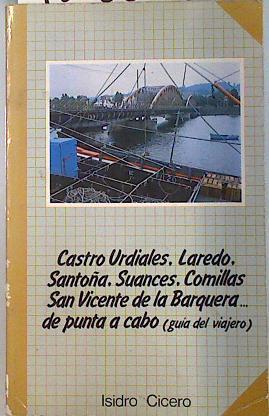 Castro Urdiales, Laredo,
Santoña, Suances, Comillas
San Vicente de la Barquera...
de punta a cabo (guía del viajero)
Isidro Cicero